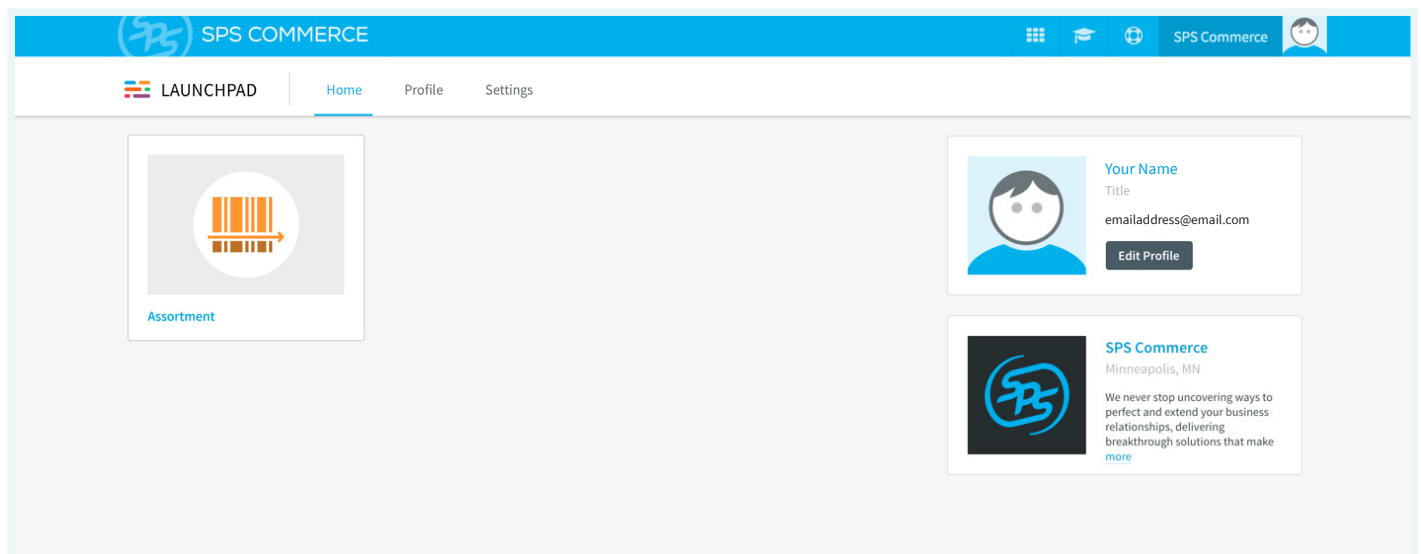 SPS
SPS COMMERCE
SPS Commerce
LAUNCHPAD
Home
Profile
Settings
Assortment
Your Name
Title
emailaddress@email.com
Edit Profile
SPS
SPS Commerce
Minneapolis, MN
We never stop uncovering ways to
perfect and extend your business
relationships, delivering
breakthrough solutions that make
more